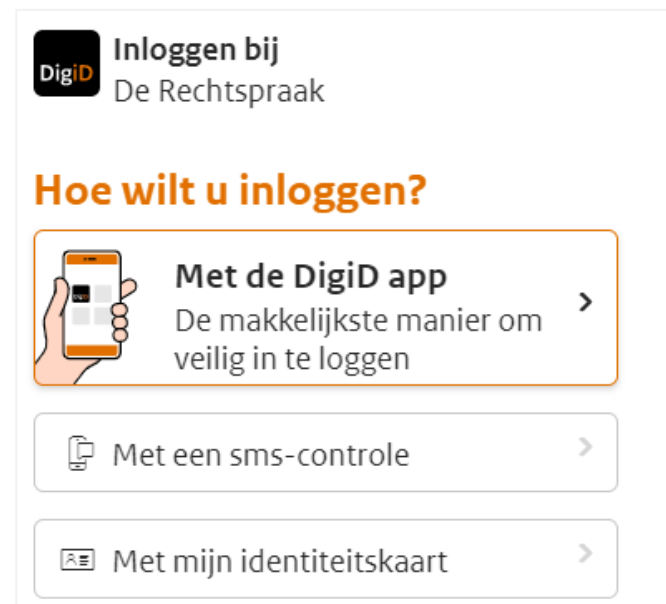 DigiD
Inloggen bij
De Rechtspraak
Hoe wilt u inloggen?
Met de DigiD app
De makkelijkste manier om
veilig in te loggen
Met een sms-controle
Met mijn identiteitskaart